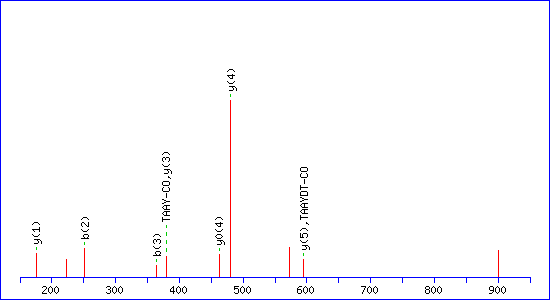 y(1)
b(2)
b(3)
TAAY-CO,y(3)
y0(4)
y(4)
y(5),TAAYDT-CO
200 300 400 500 600 700 800 900